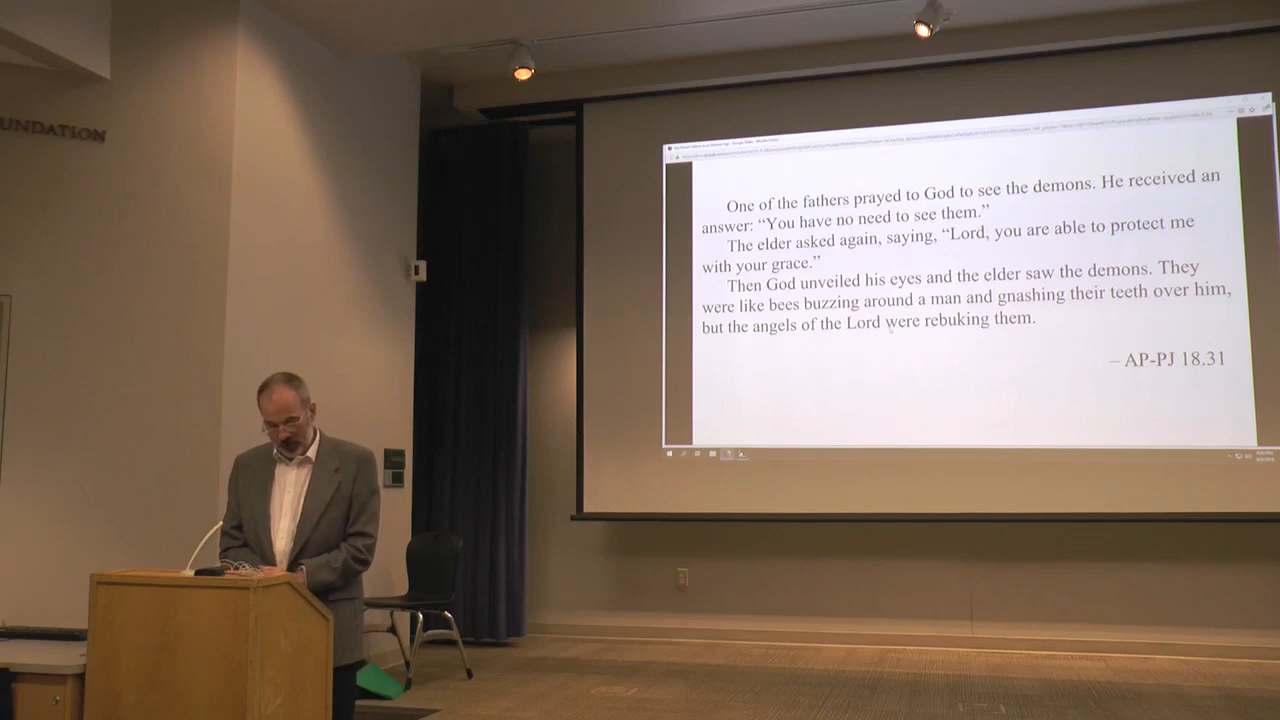 UNDATION
One of the fathers prayed to God to see the demons. He received an
answer: “You have no need to see them.”
The elder asked again, saying, “Lord, you are able to protect me
with your grace.”
Then God unveiled his eyes and the elder saw the demons. They
were like bees buzzing around a man and gnashing their teeth over him,
but the angels of the Lord were rebuking them.
– AP-PJ 18.31